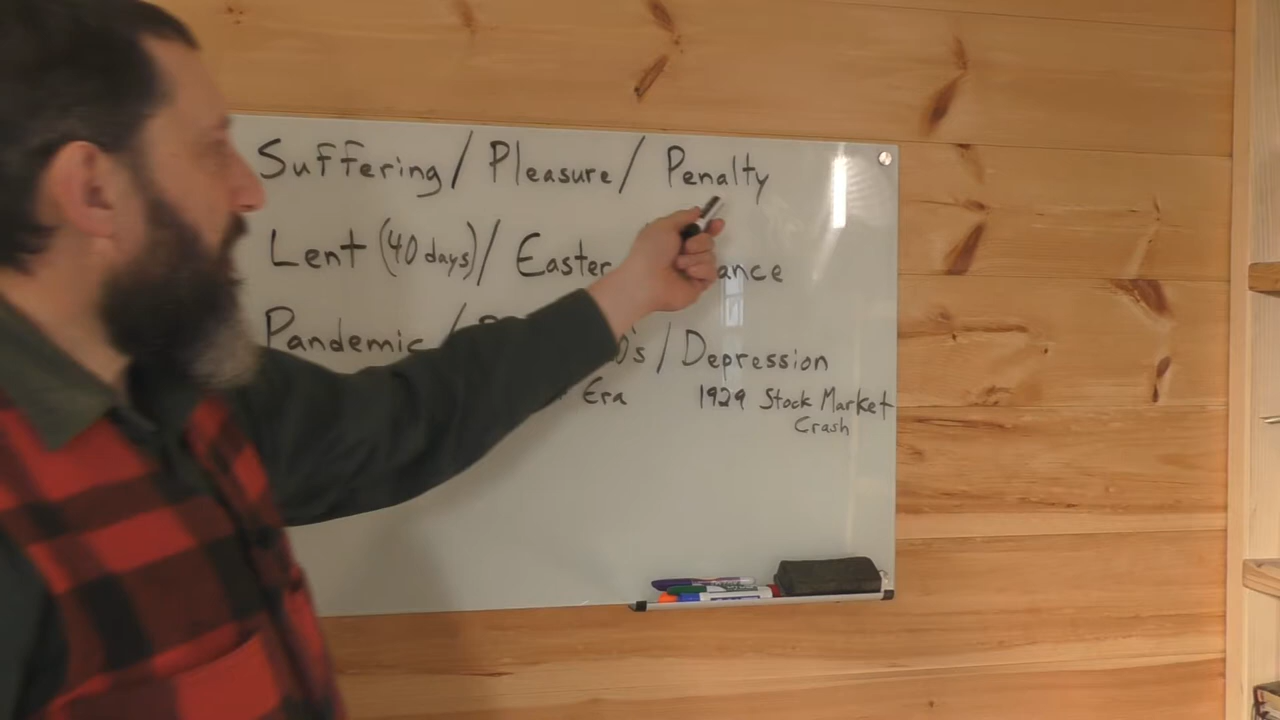 Suffering / Pleasure / Penalty
Lent (40 days) / Easter ance
Pandemic / 0's / Depression
Era 1929 Stock Market
Crash